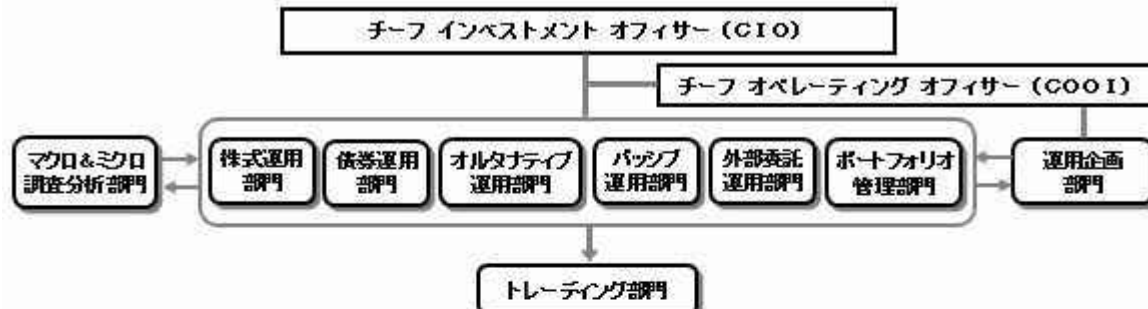 チーフ インベストメント オフィサー（ＣＩＯ）
チーフ オペレーティング オフィサー（ＣＯＯＩ）
マクロ＆ミクロ
調査分析部門
株式運用
部門
債券運用
部門
オルタナティブ
運用部門
パッシブ
運用部門
外部委託
運用部門
ポートフォリオ
管理部門
運用企画
部門
トレーディング部門